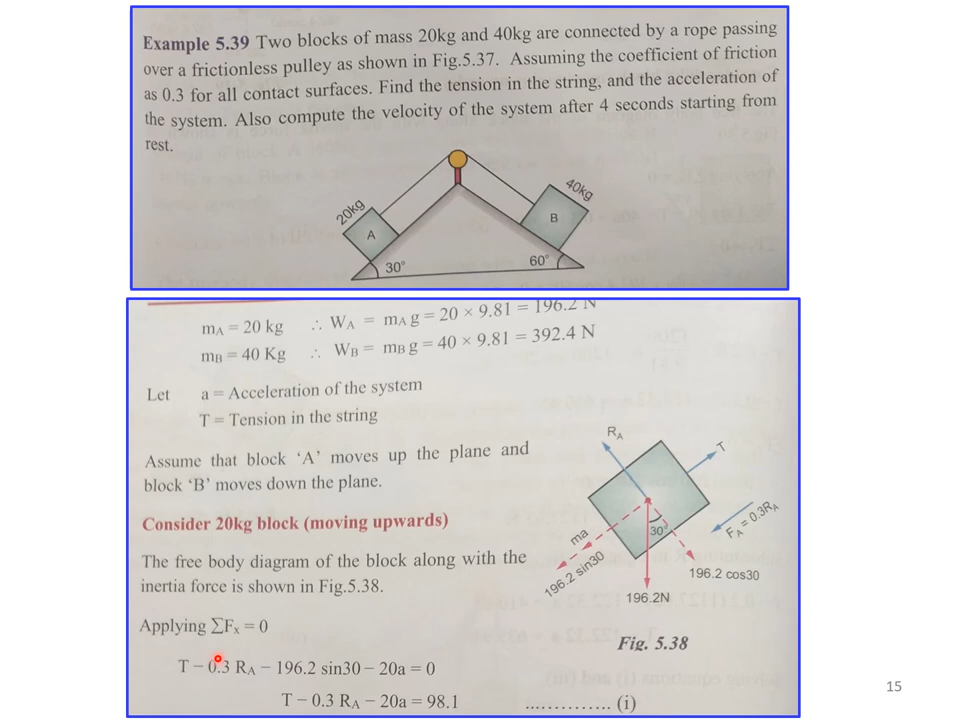 Example 5.39 Two blocks of mass 20kg and 40kg are connected by a rope passing
over a frictionless pulley as shown in Fig.5.37. Assuming the coefficient of friction
as 0.3 for all contact surfaces. Find the tension in the string, and the acceleration of
the system. Also compute the velocity of the system after 4 seconds starting from
rest.
20kg
40kg
A
B
30°
60°
mA = 20 kg ∴ WA = mA g = 20 × 9.81 = 196.2 N
mB = 40 Kg ∴ WB = mB g = 40 × 9.81 = 392.4 N
Let a = Acceleration of the system
T = Tension in the string
Assume that block ‘A’ moves up the plane and
block ‘B’ moves down the plane.
Consider 20kg block (moving upwards)
The free body diagram of the block along with the
inertia force is shown in Fig.5.38.
Applying ΣFx = 0
T − 0.3 RA − 196.2 sin30 − 20a = 0
T − 0.3 RA − 20a = 98.1 .............. (i)
RA
T
FA = 0.3RA
30°
ma
196.2 sin30
196.2 cos30
196.2N
Fig. 5.38
15